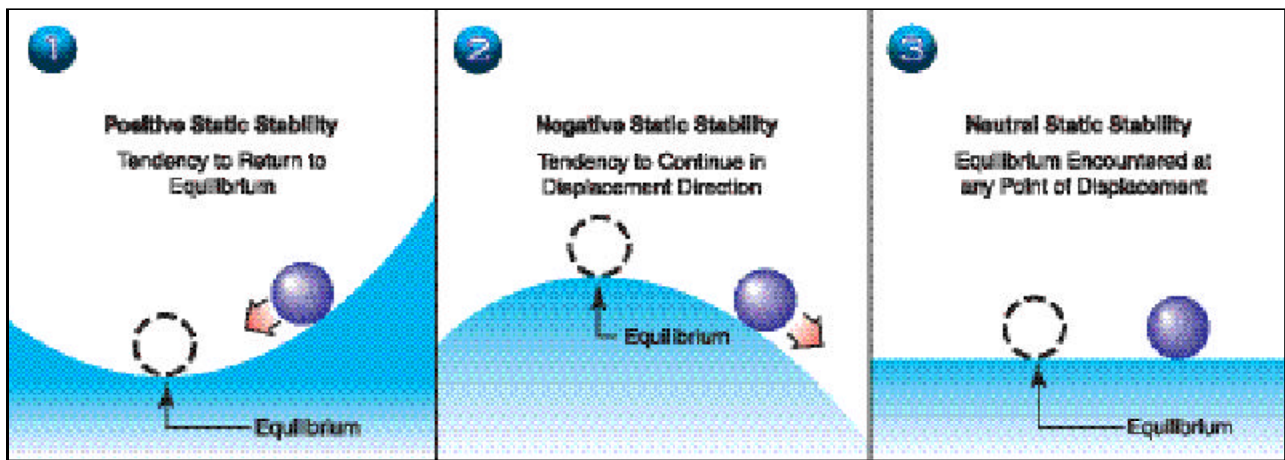 1
Positive Static Stability
Tendency to Return to
Equilibrium
Equilibrium
2
Negative Static Stability
Tendency to Continue in
Displacement Direction
Equilibrium
3
Neutral Static Stability
Equilibrium Encountered at
any Point of Displacement
Equilibrium